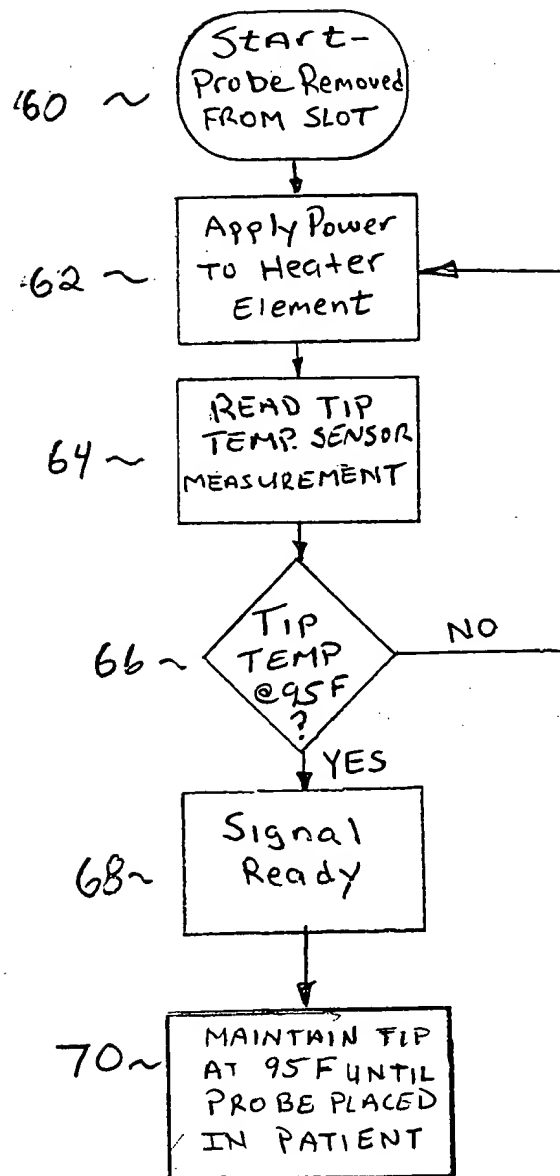 60 ~
Start-
Probe Removed
FROM SLOT
62 ~
Apply Power
To Heater
Element
64 ~
READ TIP
TEMP. SENSOR
MEASUREMENT
66 ~
TIP
TEMP
@95F
?
NO
YES
68~
Signal
Ready
70~
MAINTAIN TIP
AT 95F UNTIL
PROBE PLACED
IN PATIENT